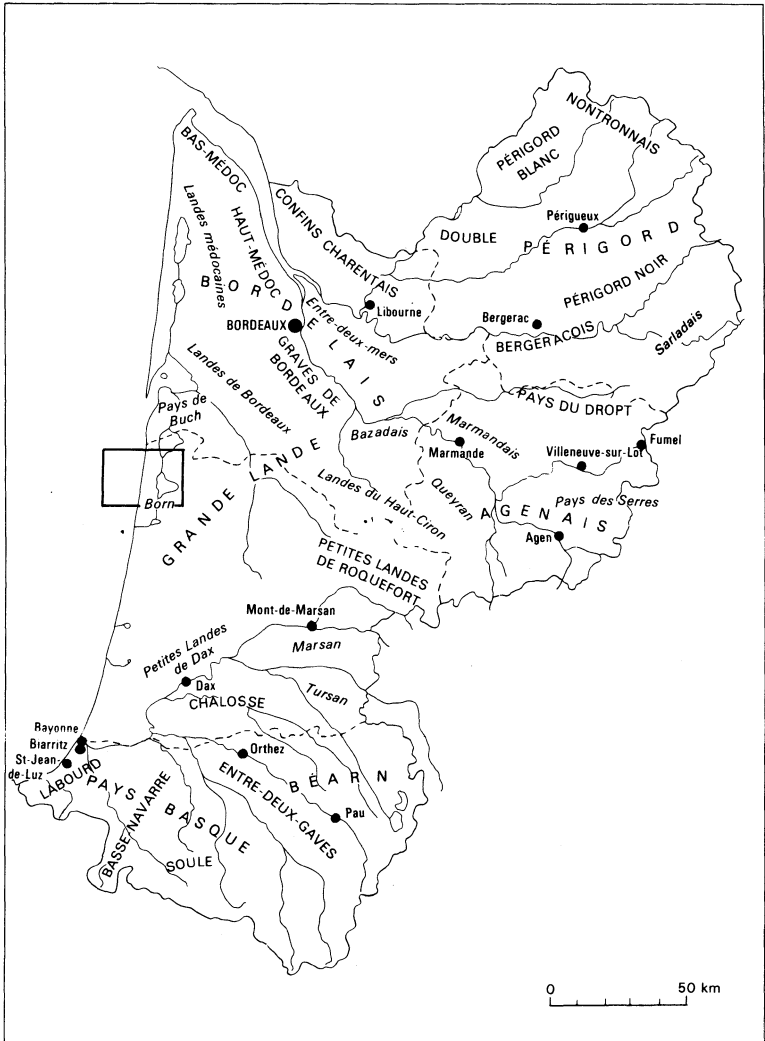 NONTRONNAIS
PÉRIGORD
BLANC
BAS-MÉDOC
Landes médocaines
HAUT-MÉDOC
CONFINS CHARENTAIS
DOUBLE
Périgueux
PÉRIGORD
PÉRIGORD NOIR
Sarladais
BORDELAIS
Libourne
Bergerac
BERGERACOIS
BORDEAUX
Entre-deux-mers
GRAVES DE
BORDEAUX
Landes de Bordeaux
Pays de
Buch
PAYS DU DROPT
Bazadais
Marmandais
Marmande
Villeneuve-sur-Lot
Fumel
Born
GRANDE LANDE
Landes du Haut-Ciron
Queyran
Pays des Serres
AGENAIS
Agen
PETITES LANDES
DE ROQUEFORT
Mont-de-Marsan
Marsan
Petites Landes
de Dax
Dax
CHALOSSE
Tursan
Rayonne
Biarritz
St-Jean-
de-Luz
LABOURD
PAYS BASQUE
BASSE NAVARRE
SOULE
Orthez
ENTRE-DEUX-GAVES
BÉARN
Pau
0 50 km